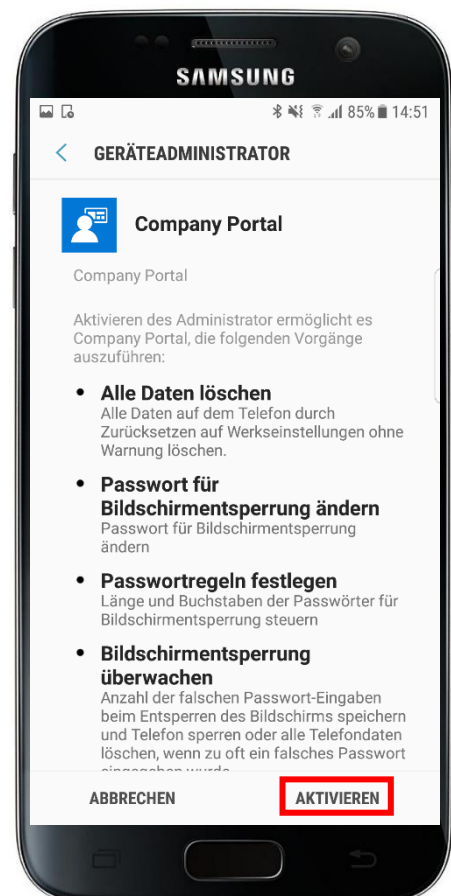 SAMSUNG
85% 14:51
GERÄTEADMINISTRATOR
Company Portal
Company Portal
Aktivieren des Administrator ermöglicht es
Company Portal, die folgenden Vorgänge
auszuführen:
• Alle Daten löschen
Alle Daten auf dem Telefon durch
Zurücksetzen auf Werkseinstellungen ohne
Warnung löschen.
• Passwort für
Bildschirmentsperrung ändern
Passwort für Bildschirmentsperrung
ändern
• Passwortregeln festlegen
Länge und Buchstaben der Passwörter für
Bildschirmentsperrung steuern
• Bildschirmentsperrung
überwachen
Anzahl der falschen Passwort-Eingaben
beim Entsperren des Bildschirms speichern
und Telefon sperren oder alle Telefondaten
löschen, wenn zu oft ein falsches Passwort
eingegeben wurde
ABBRECHEN AKTIVIEREN